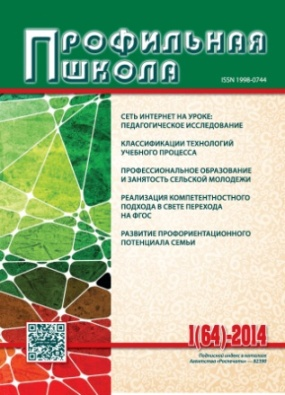 ПРОФИЛЬНАЯ
ШКОЛА
ISSN 1998-0744
СЕТЬ ИНТЕРНЕТ НА УРОКЕ:
ПЕДАГОГИЧЕСКОЕ ИССЛЕДОВАНИЕ
КЛАССИФИКАЦИИ ТЕХНОЛОГИЙ
УЧЕБНОГО ПРОЦЕССА
ПРОФЕССИОНАЛЬНОЕ ОБРАЗОВАНИЕ
И ЗАНЯТОСТЬ СЕЛЬСКОЙ МОЛОДЕЖИ
РЕАЛИЗАЦИЯ КОМПЕТЕНТНОСТНОГО
ПОДХОДА В СВЕТЕ ПЕРЕХОДА
НА ФГОС
РАЗВИТИЕ ПРОФОРИЕНТАЦИОННОГО
ПОТЕНЦИАЛА СЕМЬИ
1(64)-2014
Подписной индекс в каталоге
Агентства «Роспечать» — 82399